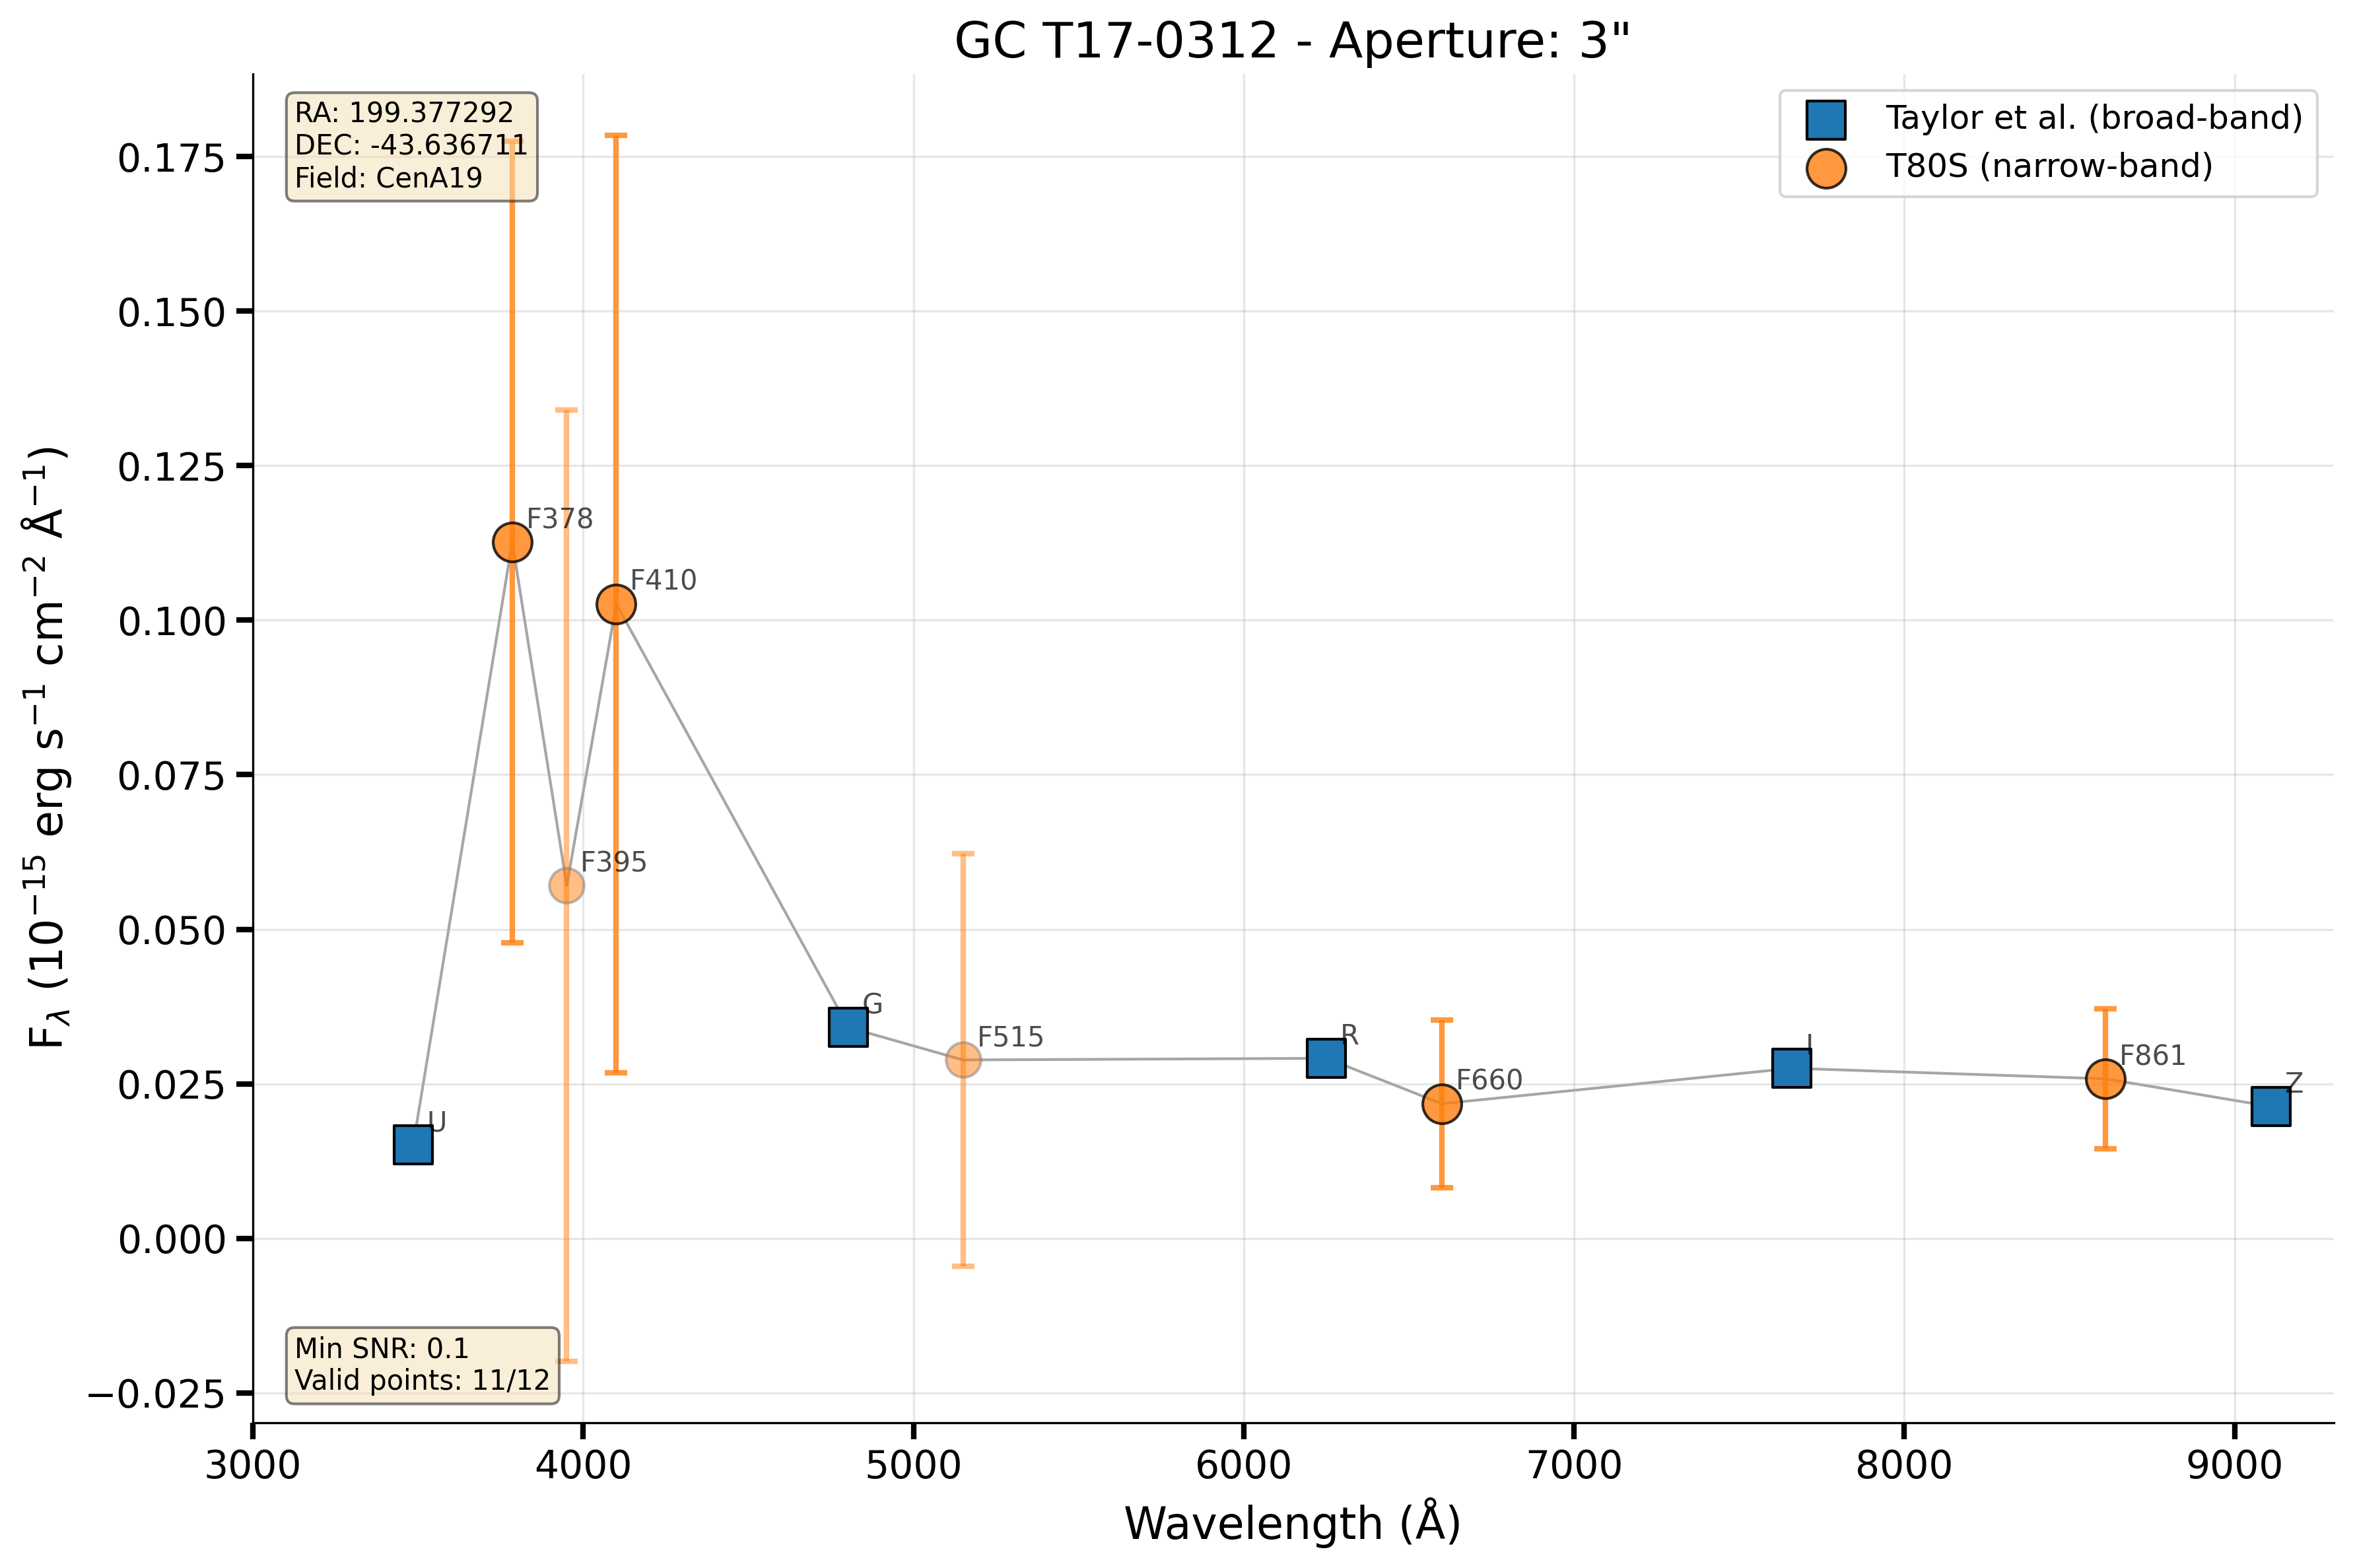 GC T17-0312 - Aperture: 3"
RA: 199.377292
DEC: -43.636711
Field: CenA19
Taylor et al. (broad-band)
T80S (narrow-band)
0.175
0.150
0.125
0.100
0.075
0.050
0.025
0.000
−0.025
F_λ (10⁻¹⁵ erg s⁻¹ cm⁻² Å⁻¹)
F378
F410
F395
G
F515
R
I
F861
F660
Z
U
Min SNR: 0.1
Valid points: 11/12
3000 4000 5000 6000 7000 8000 9000
Wavelength (Å)